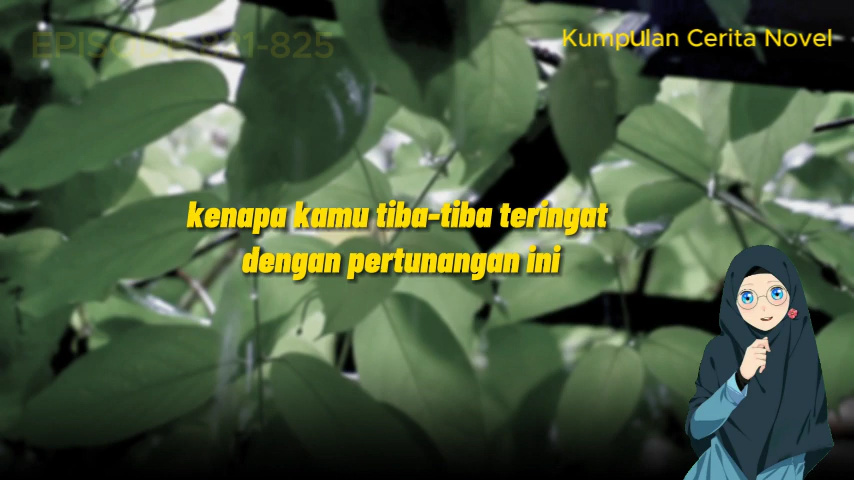 Kumpulan Cerita Novel
kenapa kamu tiba-tiba teringat
dengan pertunangan ini